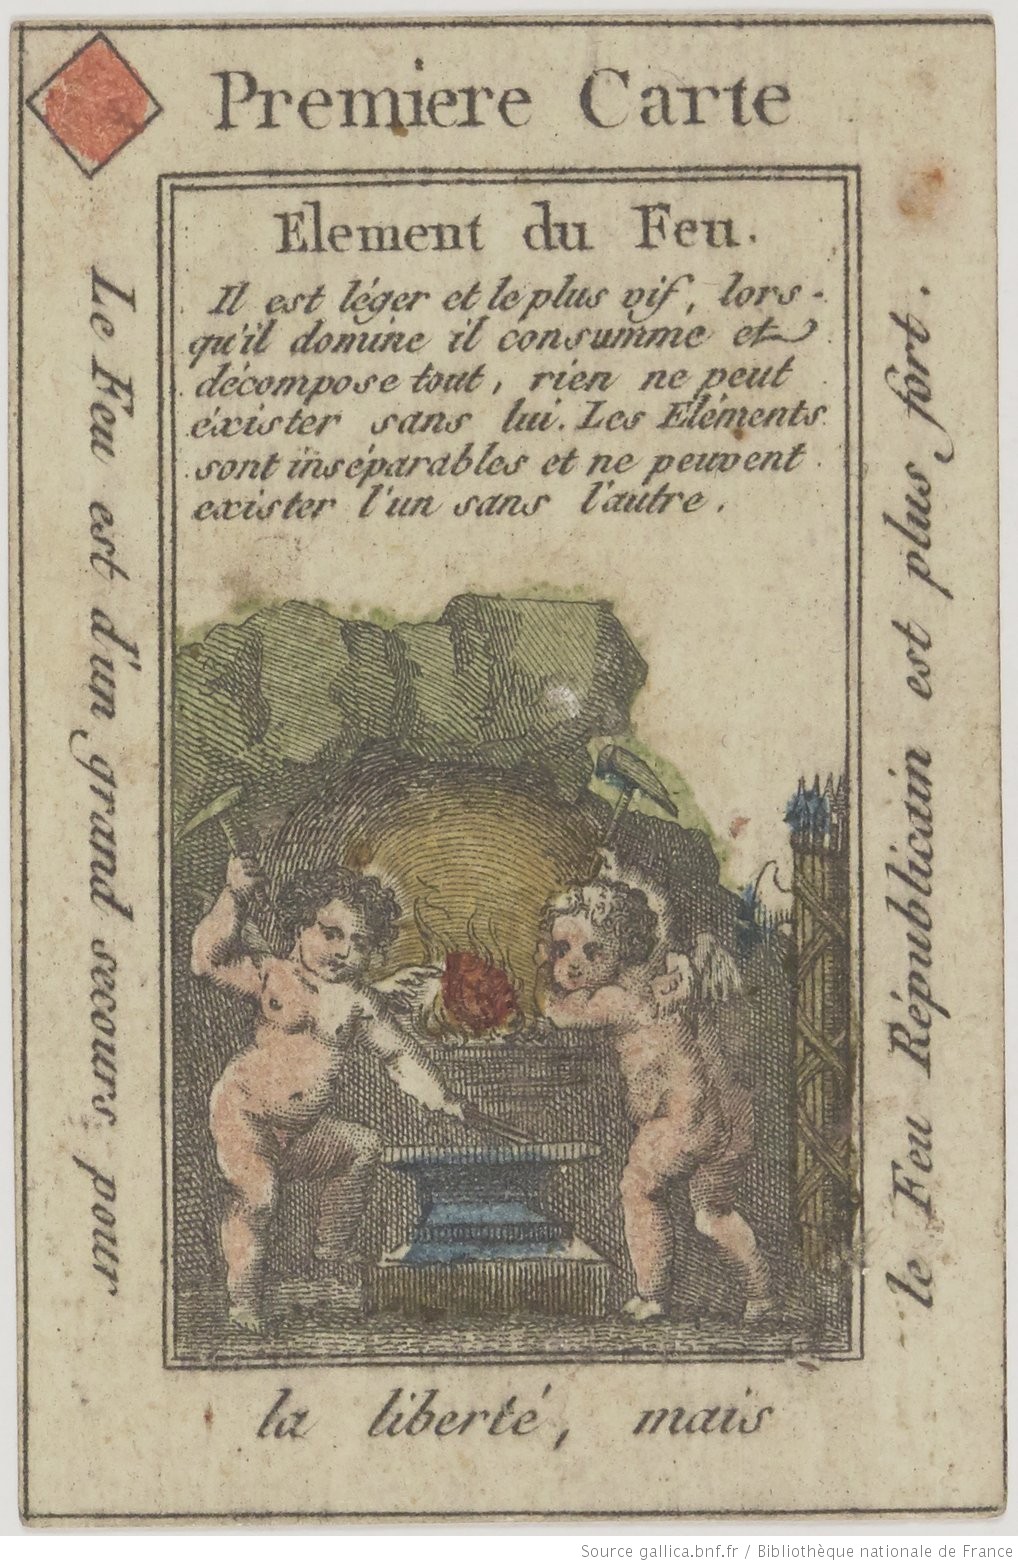 Premiere Carte
Element du Feu.
Il est léger et le plus vif, lors-
qu'il domine il consumme et
décompose tout, rien ne peut
éxister sans lui. Les Eléments
sont inséparables et ne peuvent
exister l'un sans l'autre.
Le Feu est d'un grand secours pour
la liberté, mais
le Feu Républicain est plus fort.
Source gallica.bnf.fr / Bibliothèque nationale de France